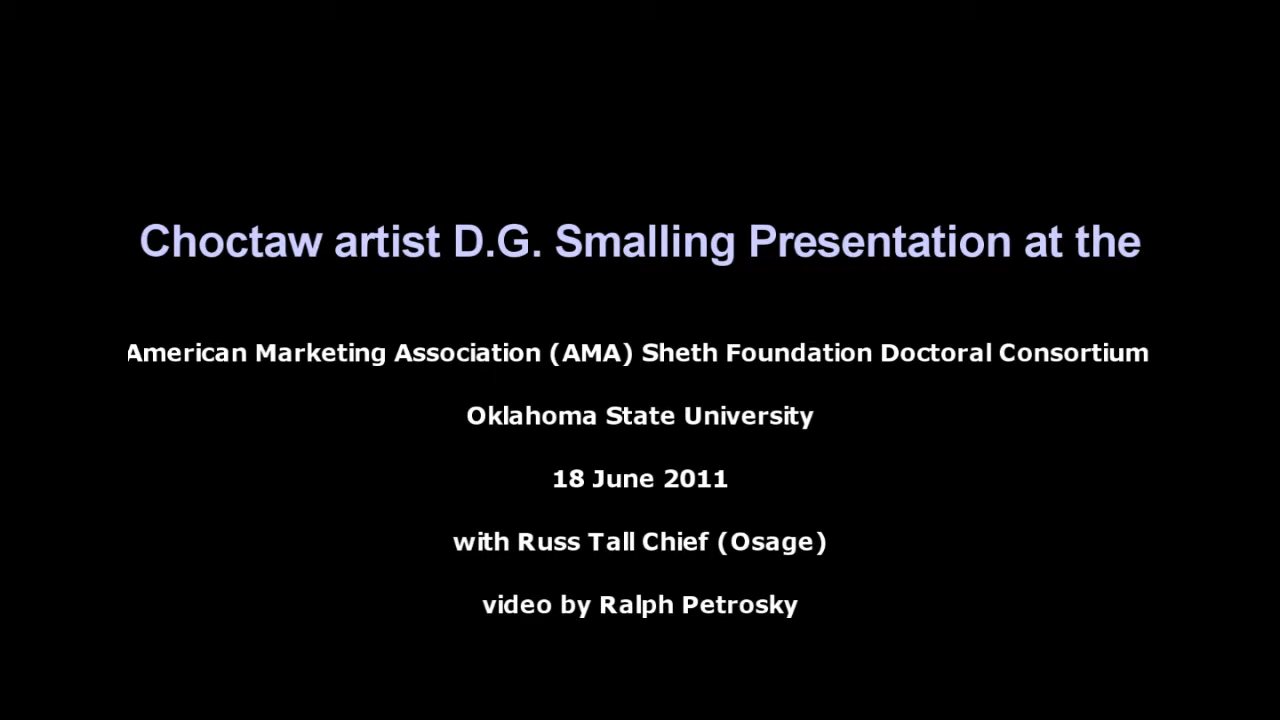 Choctaw artist D.G. Smalling Presentation at the
American Marketing Association (AMA) Sheth Foundation Doctoral Consortium
Oklahoma State University
18 June 2011
with Russ Tall Chief (Osage)
video by Ralph Petrosky